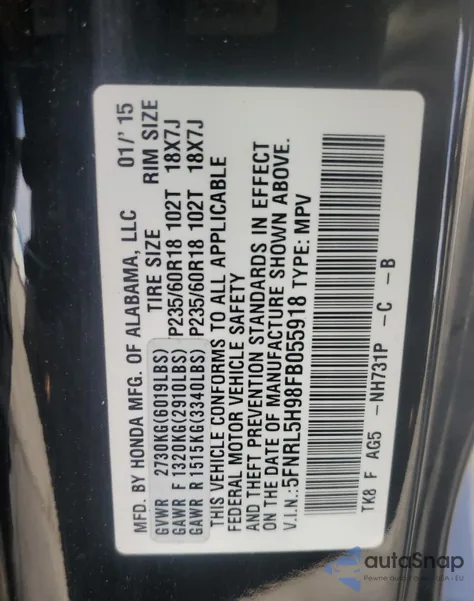 MFD. BY HONDA MFG. OF ALABAMA, LLC 01/' 15
TIRE SIZE RIM SIZE
GVWR 2730KG(6019LBS)
GAWR F 1320KG(2910LBS) P235/60R18 102T 18X7J
GAWR R 1515KG(3340LBS) P235/60R18 102T 18X7J
THIS VEHICLE CONFORMS TO ALL APPLICABLE
FEDERAL MOTOR VEHICLE SAFETY
AND THEFT PREVENTION STANDARDS IN EFFECT
ON THE DATE OF MANUFACTURE SHOWN ABOVE.
V.I.N.:5FNRL5H98FB055918 TYPE: MPV
TK8 F AG5 -NH731P -C -B
autoSnap